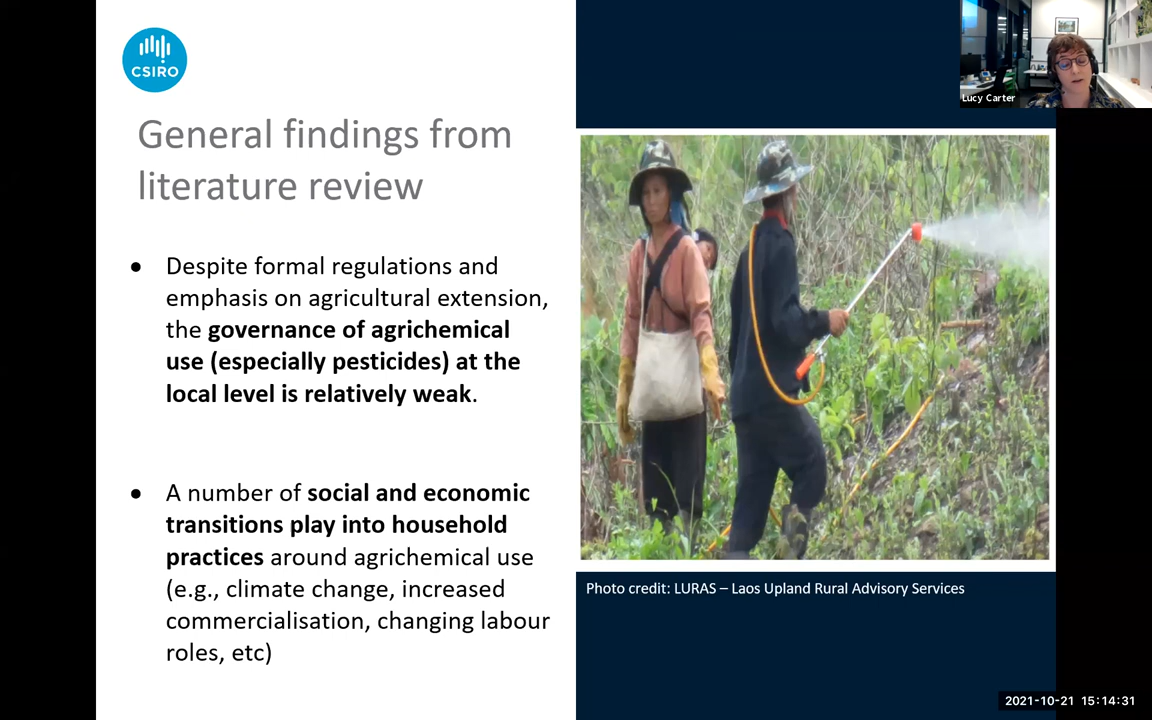 CSIRO
General findings from
literature review
● Despite formal regulations and
emphasis on agricultural extension,
the governance of agrichemical
use (especially pesticides) at the
local level is relatively weak.
● A number of social and economic
transitions play into household
practices around agrichemical use
(e.g., climate change, increased
commercialisation, changing labour
roles, etc)
Lucy Carter
Photo credit: LURAS – Laos Upland Rural Advisory Services
2021-10-21 15:14:31